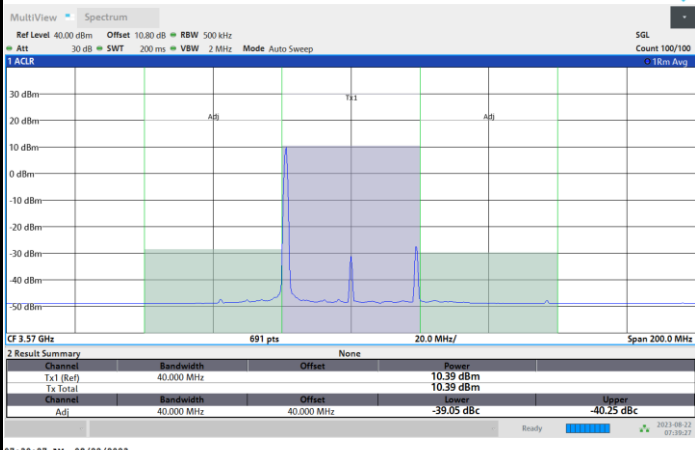 MultiView Spectrum
Ref Level 40.00 dBm Offset 10.80 dB RBW 500 kHz SGL
Att 30 dB SWT 200 ms VBW 2 MHz Mode Auto Sweep Count 100/100
1 ACLR 1Rm Avg
30 dBm
Tx1
20 dBm
Adj Adj
10 dBm
0 dBm
-10 dBm
-20 dBm
-30 dBm
-40 dBm
-50 dBm
CF 3.57 GHz 691 pts 20.0 MHz/ Span 200.0 MHz
2 Result Summary None
Channel Bandwidth Offset Power
Tx1 (Ref) 40.000 MHz 10.39 dBm
Tx Total 10.39 dBm
Channel Bandwidth Offset Lower Upper
Adj 40.000 MHz 40.000 MHz -39.05 dBc -40.25 dBc
Ready 2023-08-22
07:39:27